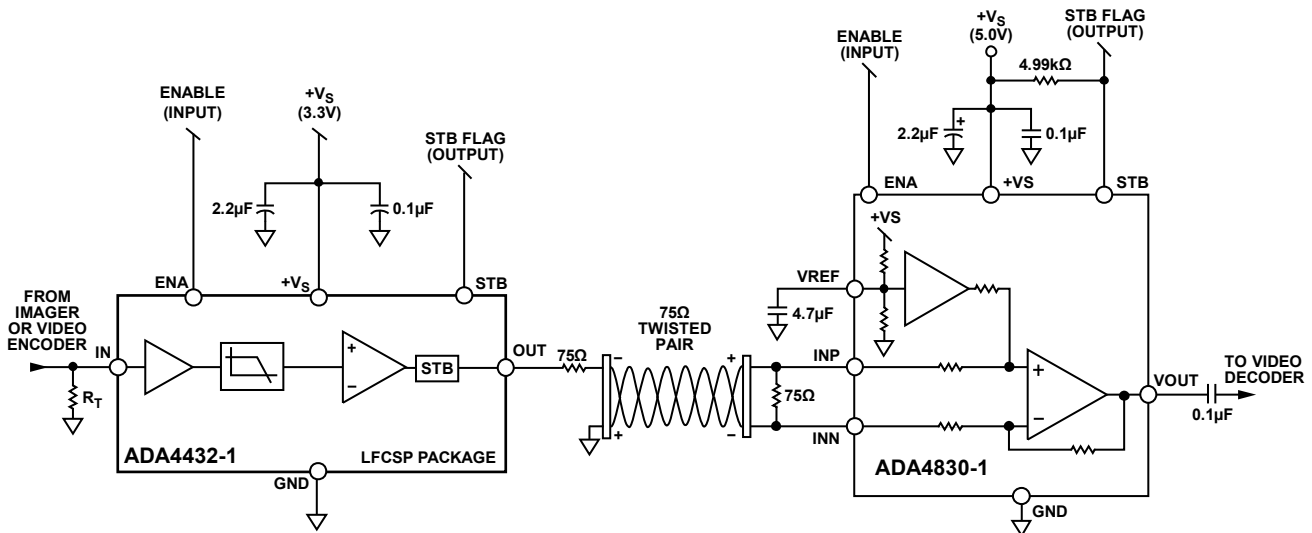 ENABLE
(INPUT)
+VS
(3.3V)
STB FLAG
(OUTPUT)
2.2µF
0.1µF
ENA
+VS
STB
FROM
IMAGER
OR VIDEO
ENCODER
IN
RT
STB
OUT
75Ω
ADA4432-1
LFCSP PACKAGE
GND
75Ω
TWISTED
PAIR
–
+
+
–
+
–
75Ω
ENABLE
(INPUT)
+VS
(5.0V)
STB FLAG
(OUTPUT)
4.99kΩ
2.2µF
+
0.1µF
ENA
+VS
STB
+VS
VREF
4.7µF
INP
INN
+
–
VOUT
0.1µF
TO VIDEO
DECODER
ADA4830-1
GND